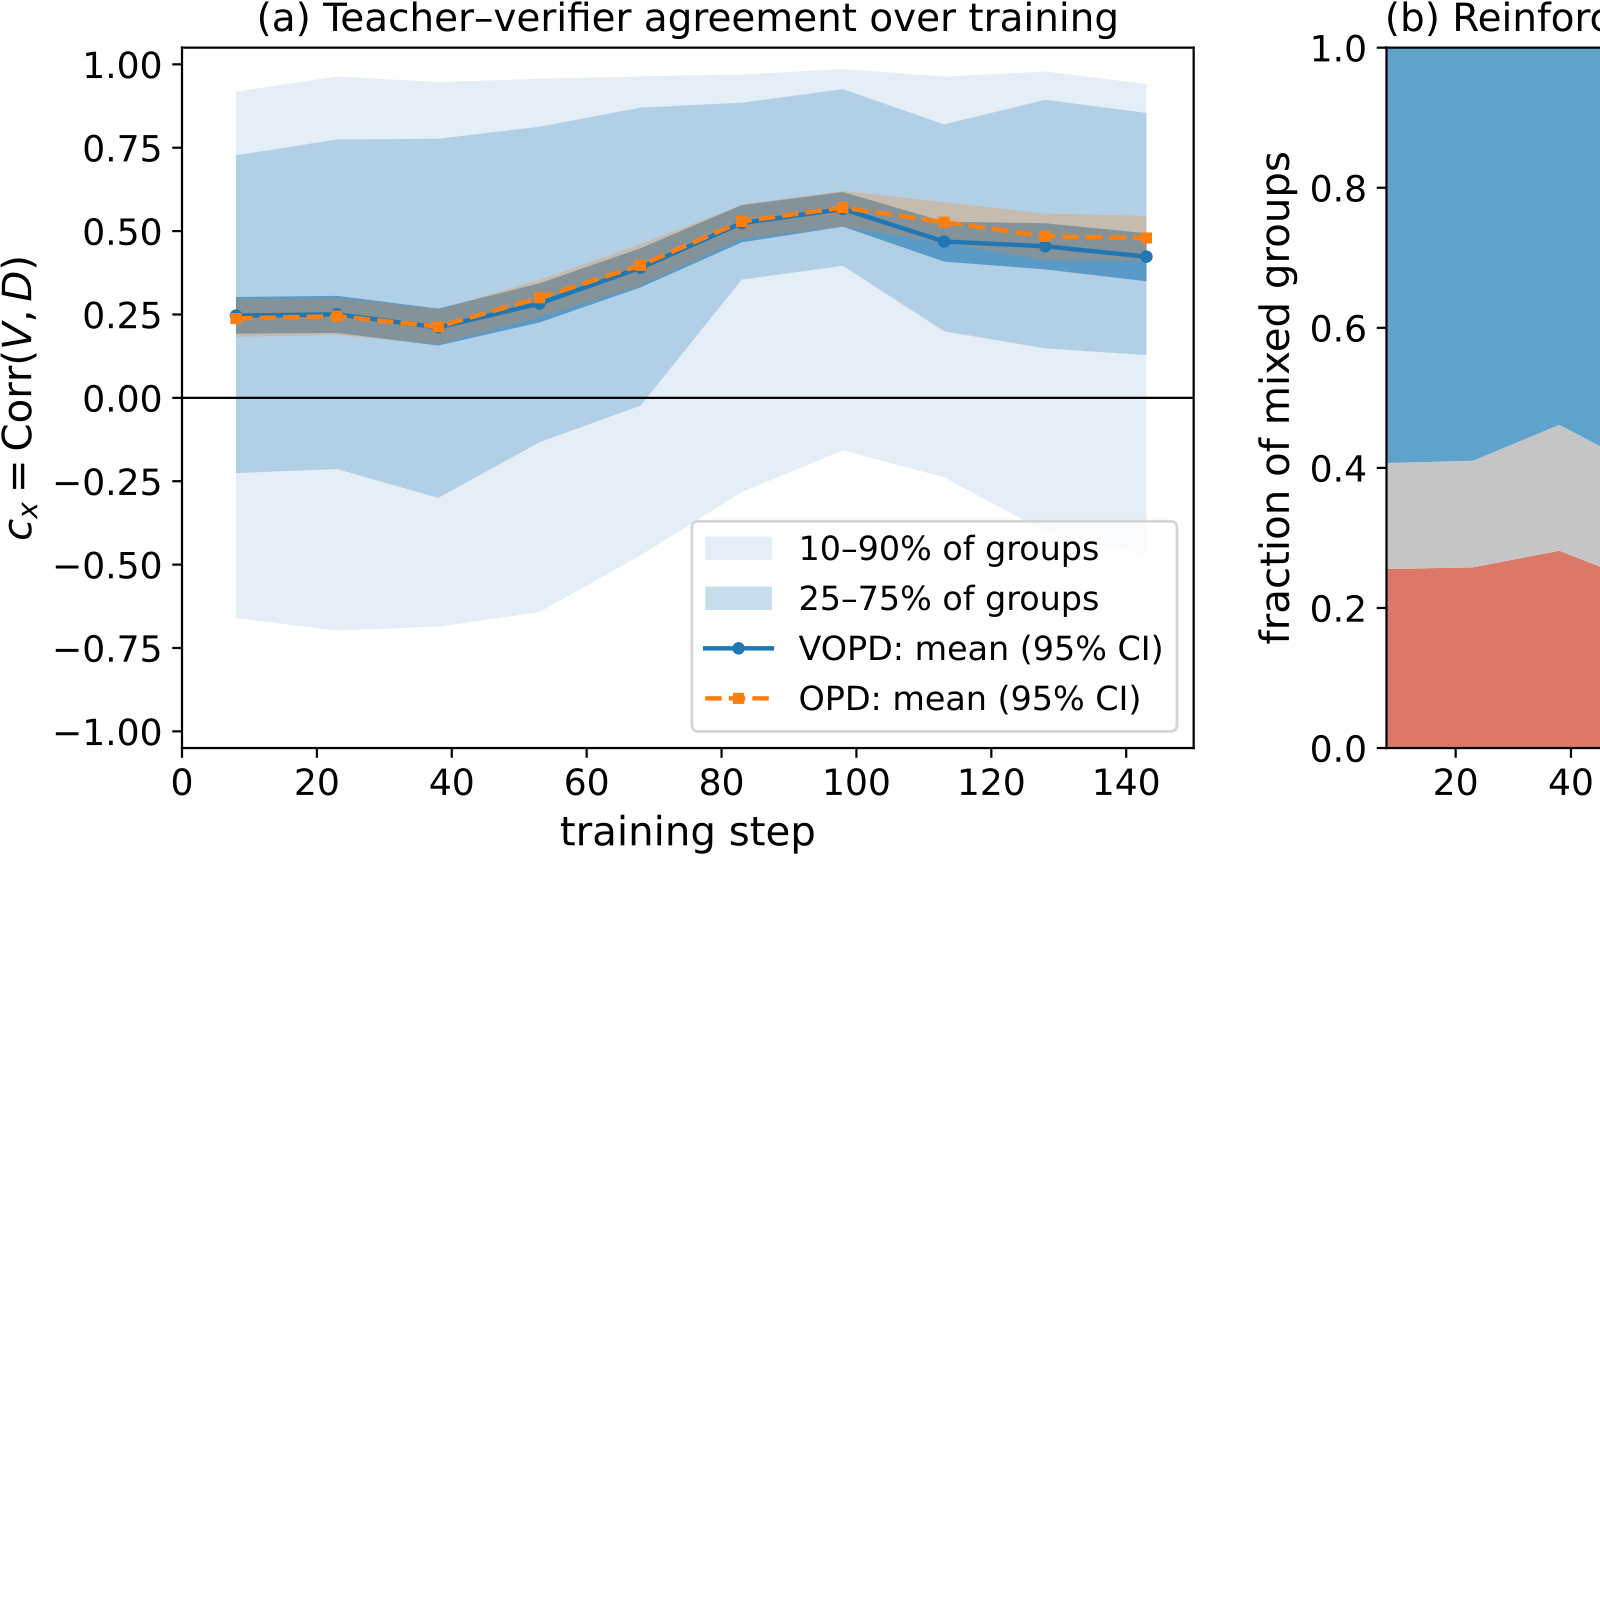 (a) Teacher–verifier agreement over training
1.00
0.75
0.50
0.25
0.00
−0.25
−0.50
−0.75
−1.00
c_x = Corr(V, D)
10–90% of groups
25–75% of groups
VOPD: mean (95% CI)
OPD: mean (95% CI)
0 20 40 60 80 100 120 140
training step
(b) Reinforc
1.0
0.8
0.6
0.4
0.2
0.0
fraction of mixed groups
20 40